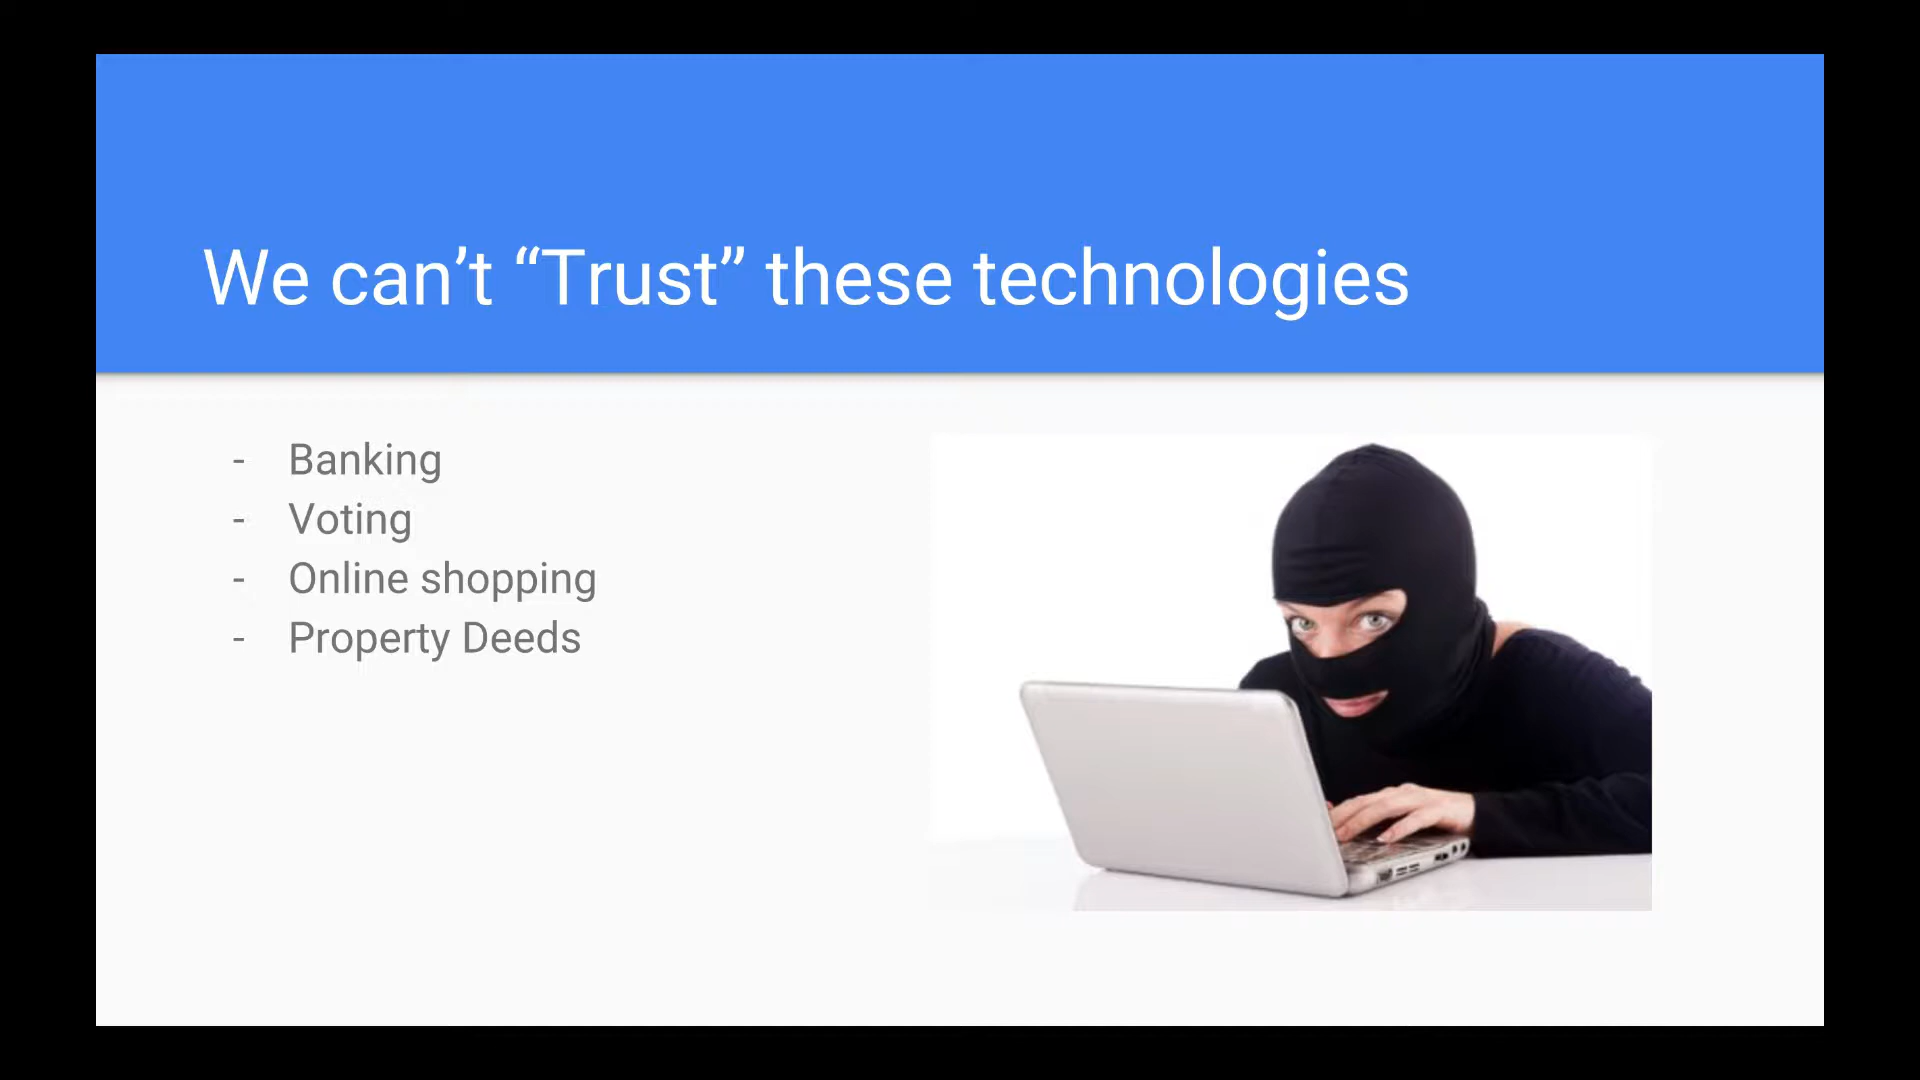 We can’t “Trust” these technologies
- Banking
- Voting
- Online shopping
- Property Deeds